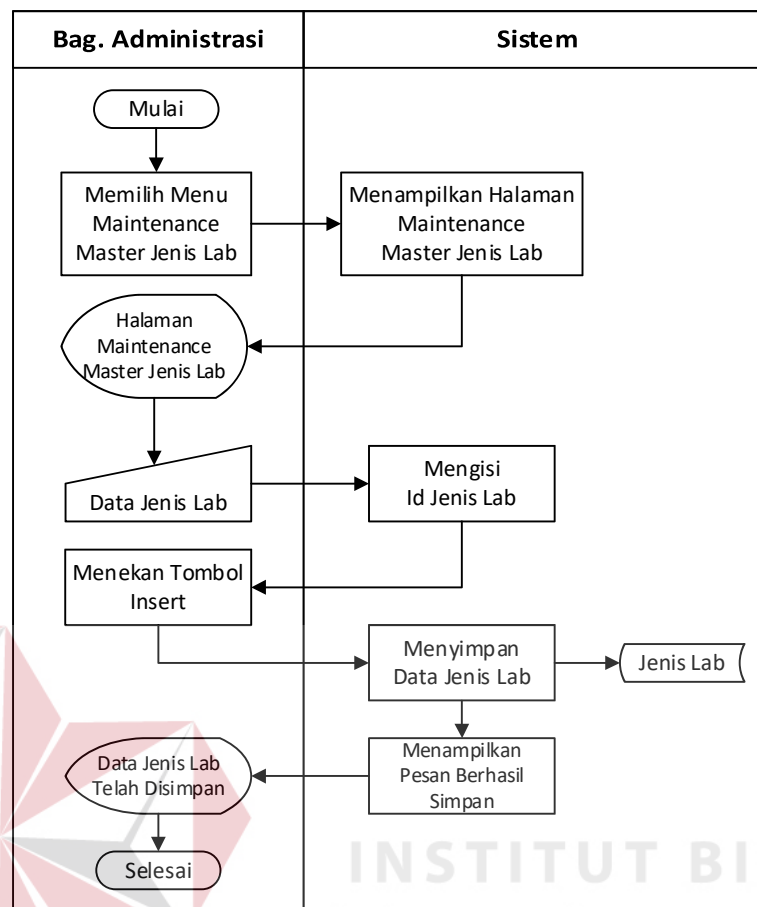 Bag. Administrasi
Sistem
Mulai
Memilih Menu
Maintenance
Master Jenis Lab
Menampilkan Halaman
Maintenance
Master Jenis Lab
Halaman
Maintenance
Master Jenis Lab
Data Jenis Lab
Mengisi
Id Jenis Lab
Menekan Tombol
Insert
Menyimpan
Data Jenis Lab
Jenis Lab
Menampilkan
Pesan Berhasil
Simpan
Data Jenis Lab
Telah Disimpan
Selesai
INSTITUT BI